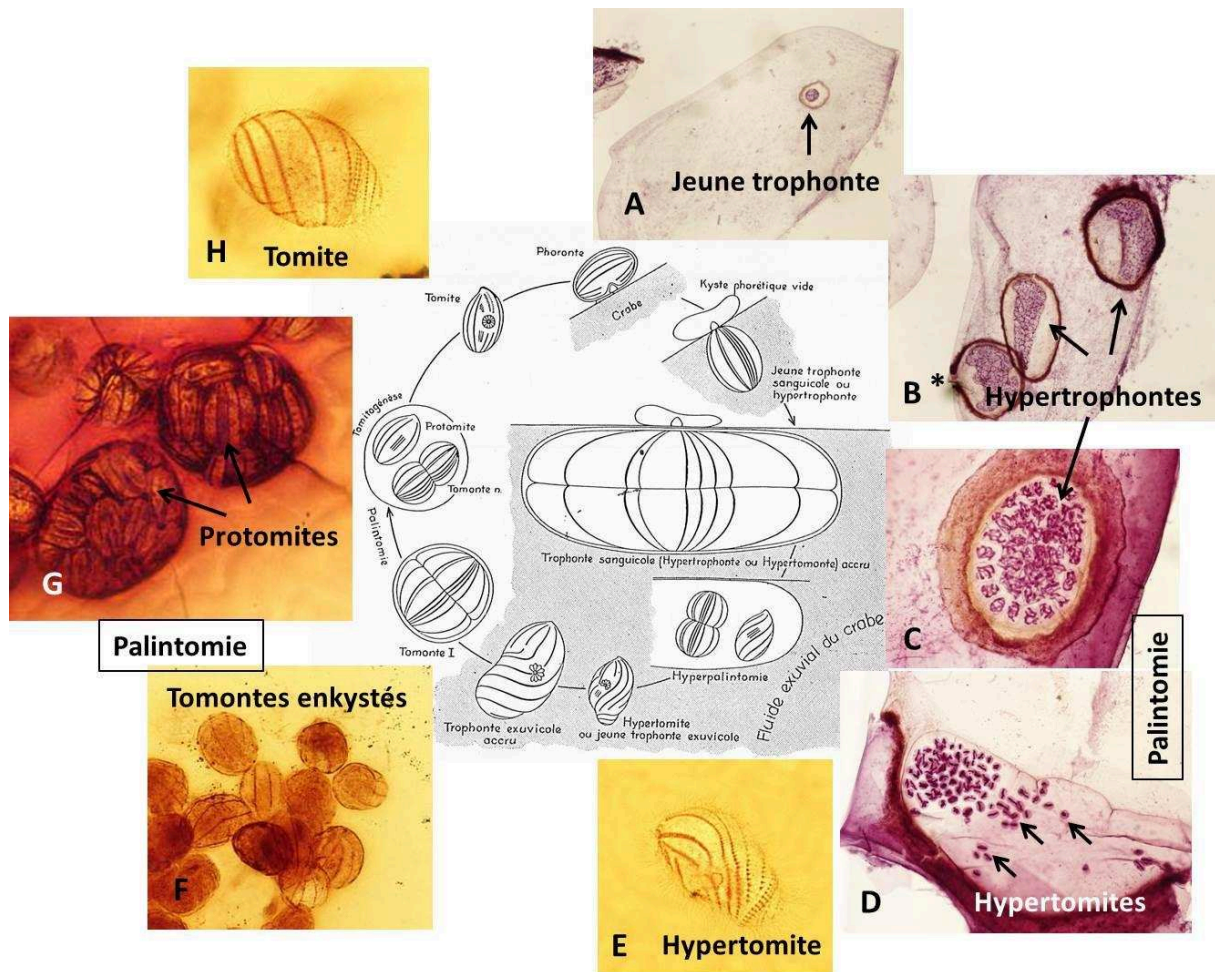 A
Jeune trophonte
B *
Hypertrophontes
C
Palintomie
D
Hypertomites
E
Hypertomite
F
Tomontes enkystés
Palintomie
G
Protomites
H
Tomite
Phoronte
Crabe
Kyste phorétique vide
Jeune trophonte
sanguicole ou
hypertrophonte
Trophonte sanguicole (Hypertrophonte ou Hypertomonte) accru
Hyperpalintomie
Fluide exuvial du crabe
Hypertomite
ou jeune trophonte exuvicole
Trophonte exuvicole
accru
Tomonte I
Palintomie
Tomonte n.
Protomite
Tomitogénèse
Tomite